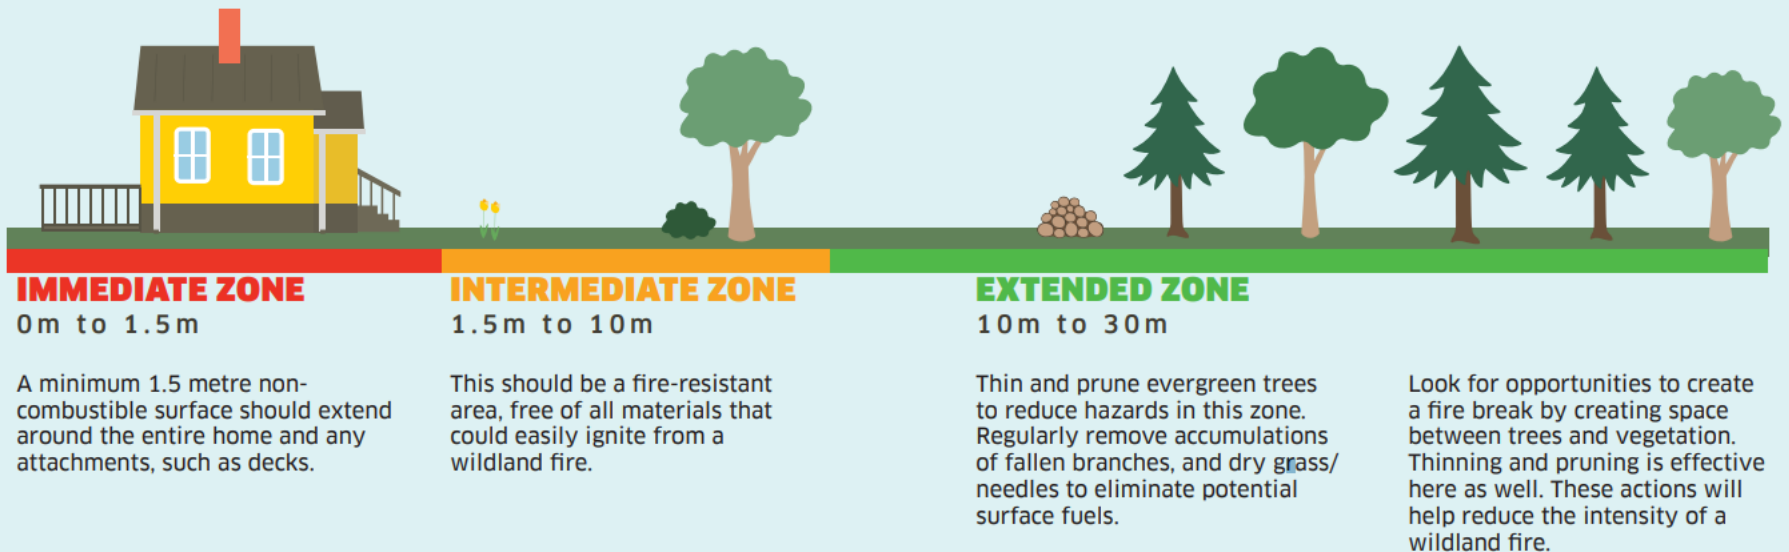 IMMEDIATE ZONE
0m to 1.5m
A minimum 1.5 metre non-
combustible surface should extend
around the entire home and any
attachments, such as decks.
INTERMEDIATE ZONE
1.5m to 10m
This should be a fire-resistant
area, free of all materials that
could easily ignite from a
wildland fire.
EXTENDED ZONE
10m to 30m
Thin and prune evergreen trees
to reduce hazards in this zone.
Regularly remove accumulations
of fallen branches, and dry grass/
needles to eliminate potential
surface fuels.
Look for opportunities to create
a fire break by creating space
between trees and vegetation.
Thinning and pruning is effective
here as well. These actions will
help reduce the intensity of a
wildland fire.